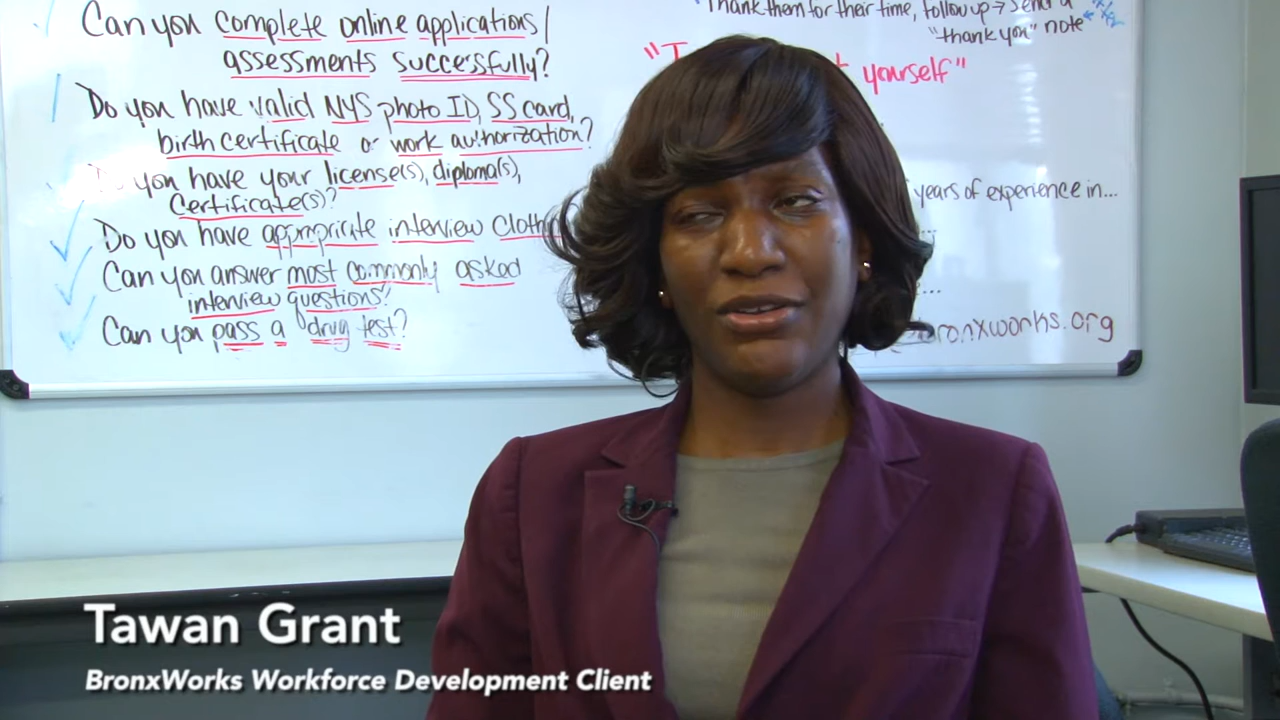 Can you complete online applications/
assessments successfully?
Do you have valid NYS photo ID, SS card,
birth certificate or work authorization?
you have your license(s), diploma(s),
Certificate(s)?
Do you have appropriate interview
Can you answer most commonly asked
interview questions?
Can you pass a drug test?
Thank them for their time, follow up → Send a
"thank you" note
yourself"
years of experience in...
bronxworks.org
Tawan Grant
BronxWorks Workforce Development Client